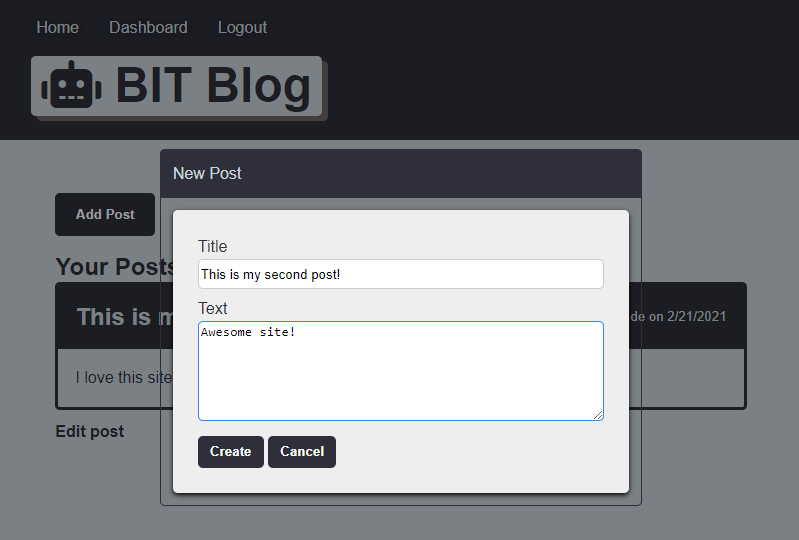 Home Dashboard Logout
BIT Blog
New Post
Add Post
Title
This is my second post!
Your Posts
Text
This is m
de on 2/21/2021
Awesome site!
I love this site
Edit post
Create Cancel